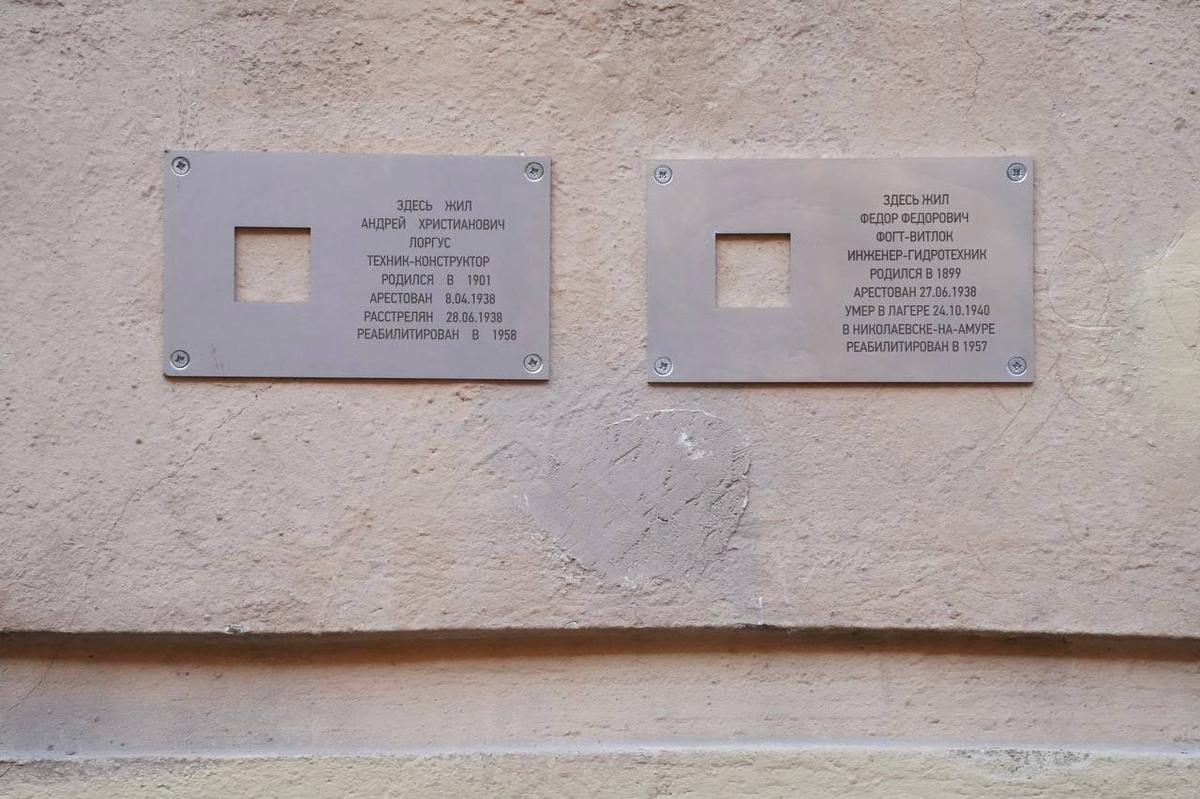 ЗДЕСЬ ЖИЛ
АНДРЕЙ ХРИСТИАНОВИЧ
ЛОРГУС
ТЕХНИК-КОНСТРУКТОР
РОДИЛСЯ В 1901
АРЕСТОВАН 8.04.1938
РАССТРЕЛЯН 28.06.1938
РЕАБИЛИТИРОВАН В 1958
ЗДЕСЬ ЖИЛ
ФЕДОР ФЕДОРОВИЧ
ФОГТ-ВИТЛОК
ИНЖЕНЕР-ГИДРОТЕХНИК
РОДИЛСЯ В 1899
АРЕСТОВАН 27.06.1938
УМЕР В ЛАГЕРЕ 24.10.1940
В НИКОЛАЕВСКЕ-НА-АМУРЕ
РЕАБИЛИТИРОВАН В 1957